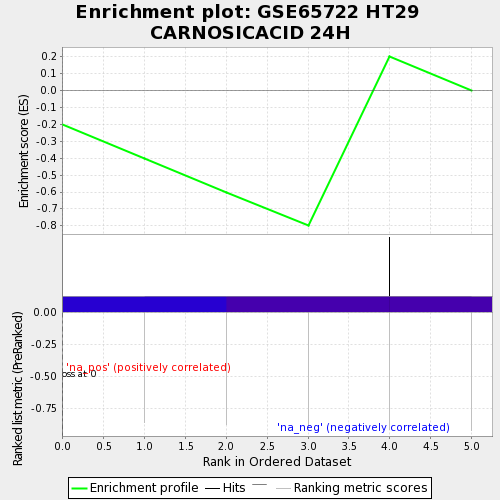 Enrichment plot: GSE65722 HT29
CARNOSICACID 24H
Enrichment score (ES)
0.2
0.1
0.0
-0.1
-0.2
-0.3
-0.4
-0.5
-0.6
-0.7
-0.8
Ranked list metric (PreRanked)
0.00
-0.25
-0.50
-0.75
'na_pos' (positively correlated)
at 0
'na_neg' (negatively correlated)
0.0 0.5 1.0 1.5 2.0 2.5 3.0 3.5 4.0 4.5 5.0
Rank in Ordered Dataset
Enrichment profile Hits Ranking metric scores